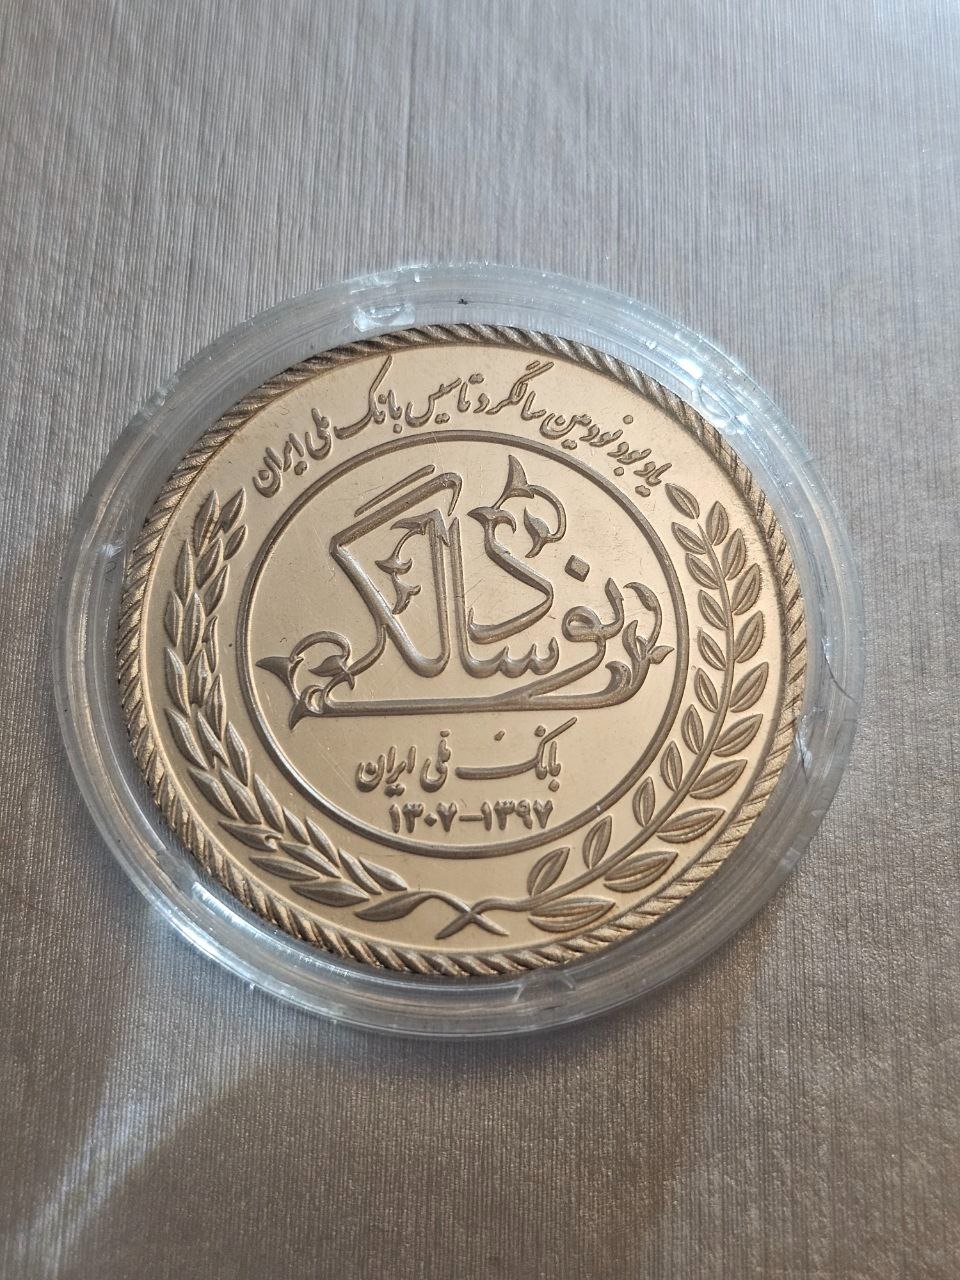 یادبود نودمین سالگرد تاسیس بانک ملی ایران
نود سالگی
بانک ملی ایران
۱۳۰۷-۱۳۹۷